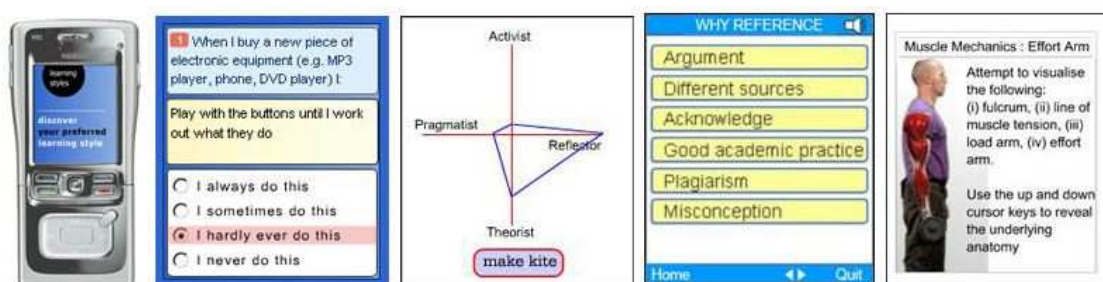 learning
styles
discover
your preferred
learning style
1 When I buy a new piece of
electronic equipment (e.g. MP3
player, phone, DVD player) I:
Play with the buttons until I work
out what they do
I always do this
I sometimes do this
I hardly ever do this
I never do this
Activist
Pragmatist
Reflector
Theorist
make kite
WHY REFERENCE
Argument
Different sources
Acknowledge
Good academic practice
Plagiarism
Misconception
Home
Quit
Muscle Mechanics : Effort Arm
Attempt to visualise
the following:
(i) fulcrum, (ii) line of
muscle tension, (iii)
load arm, (iv) effort
arm.
Use the up and down
cursor keys to reveal
the underlying
anatomy